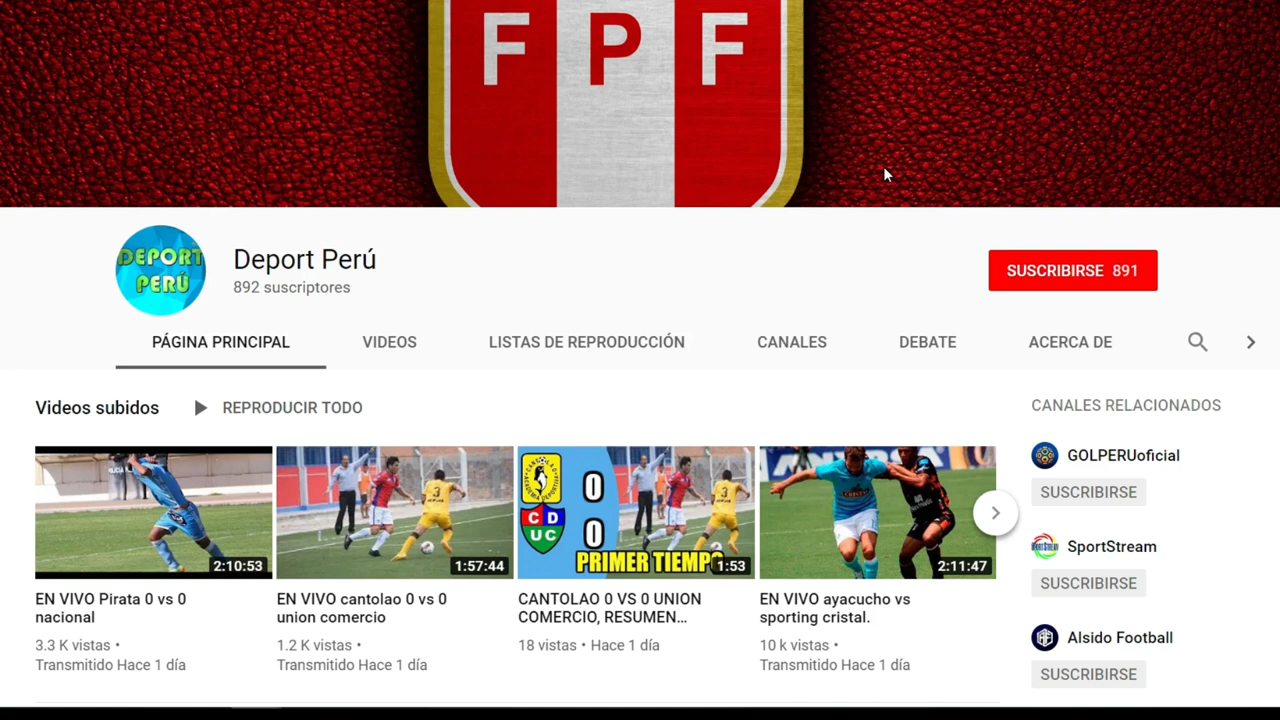 F P F
DEPORT
PERÚ
Deport Perú
892 suscriptores
SUSCRIBIRSE 891
PÁGINA PRINCIPAL
VIDEOS
LISTAS DE REPRODUCCIÓN
CANALES
DEBATE
ACERCA DE
Videos subidos
REPRODUCIR TODO
2:10:53
EN VIVO Pirata 0 vs 0
nacional
3.3 K vistas •
Transmitido Hace 1 día
1:57:44
EN VIVO cantolao 0 vs 0
union comercio
1.2 K vistas •
Transmitido Hace 1 día
0
C D
U C
0
PRIMER TIEMPO
1:53
CANTOLAO 0 VS 0 UNION
COMERCIO, RESUMEN...
18 vistas • Hace 1 día
2:11:47
EN VIVO ayacucho vs
sporting cristal.
10 k vistas •
Transmitido Hace 1 día
CANALES RELACIONADOS
GOLPERUoficial
SUSCRIBIRSE
SportStream
SUSCRIBIRSE
Alsido Football
SUSCRIBIRSE